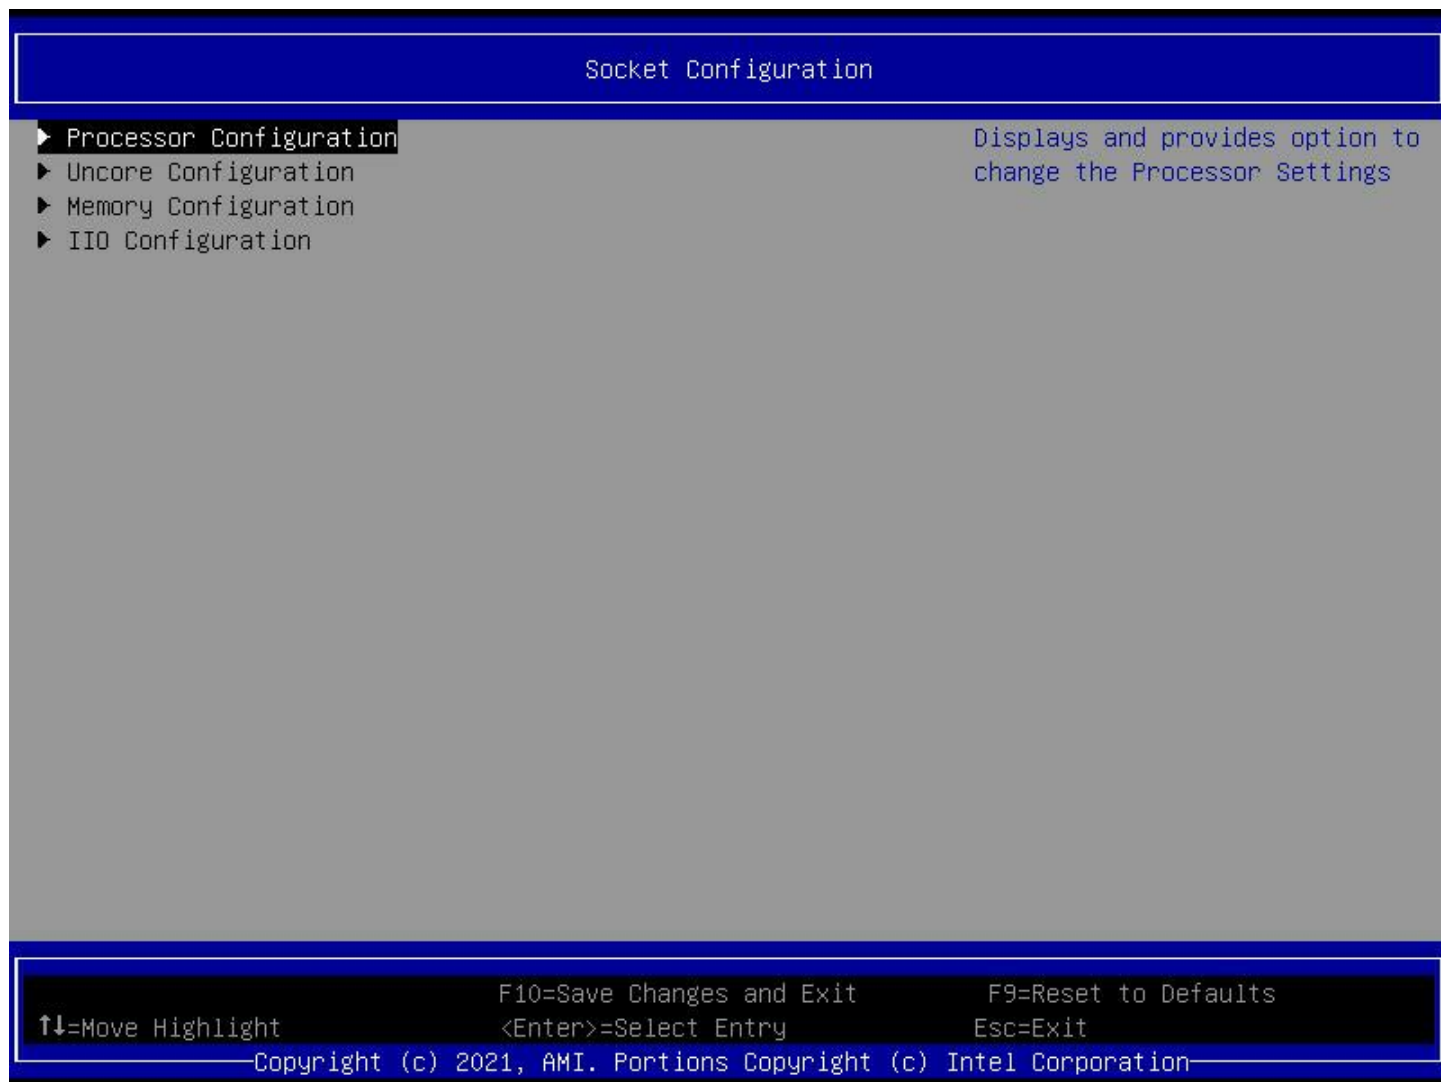 Socket Configuration
▶ Processor Configuration
Displays and provides option to
▶ Uncore Configuration
change the Processor Settings
▶ Memory Configuration
▶ IIO Configuration
F10=Save Changes and Exit
F9=Reset to Defaults
↑↓=Move Highlight
<Enter>=Select Entry
Esc=Exit
Copyright (c) 2021, AMI. Portions Copyright (c) Intel Corporation